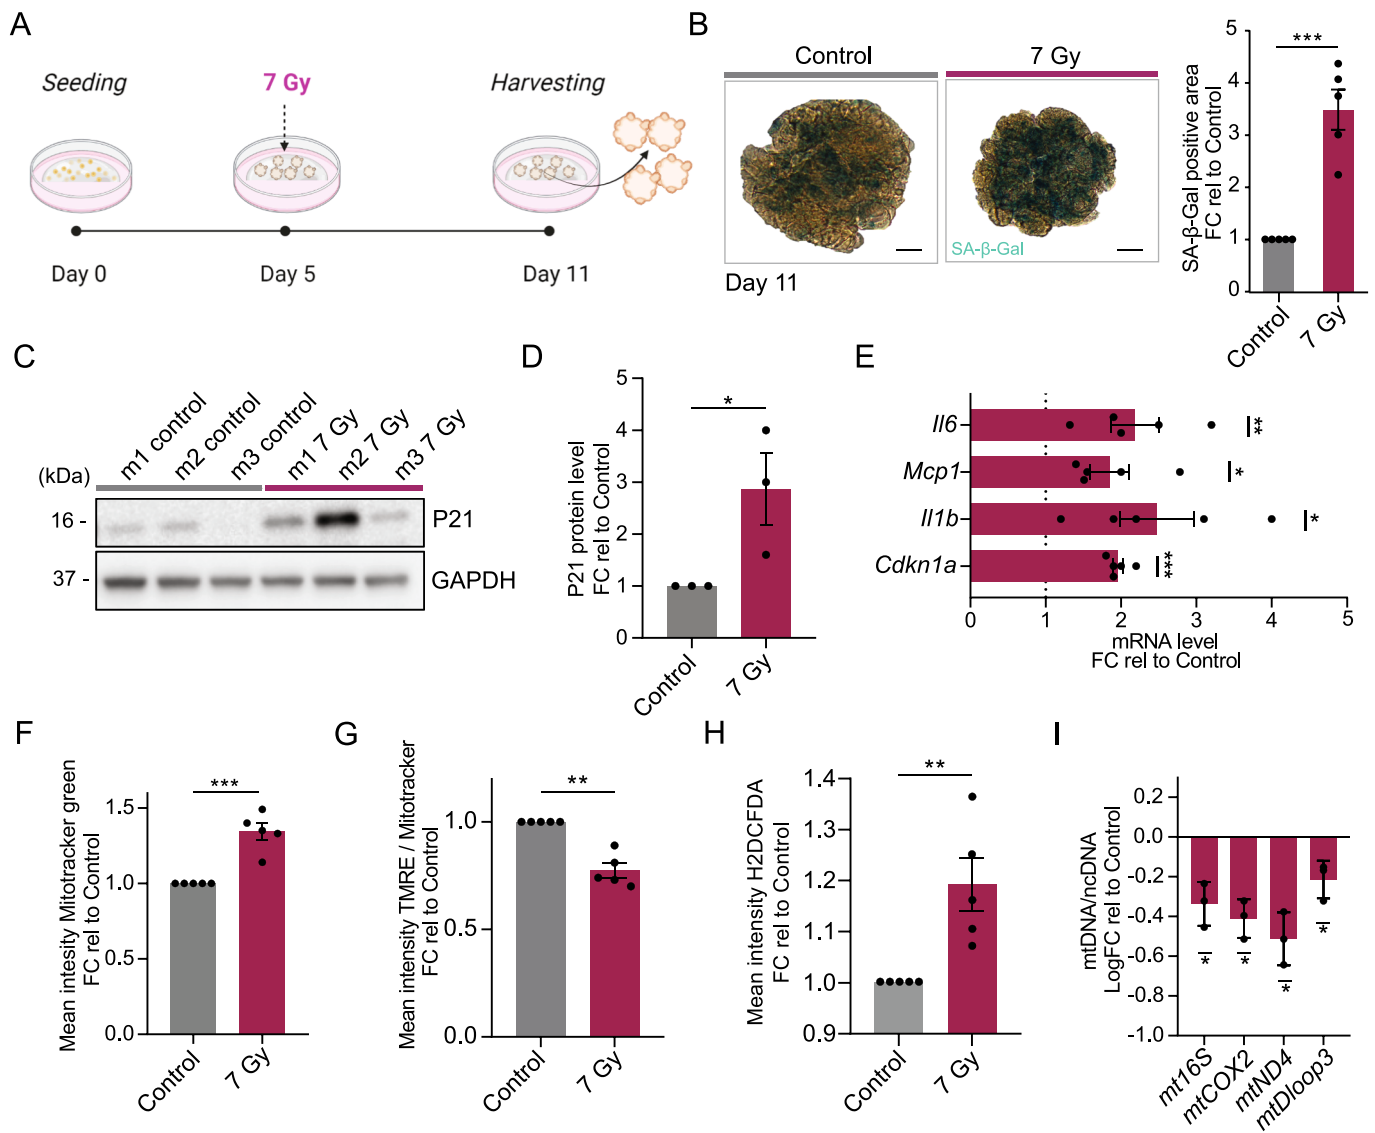 A
Seeding
7 Gy
Harvesting
Day 0
Day 5
Day 11
B
Control
7 Gy
SA-β-Gal
Day 11
SA-β-Gal positive area
FC rel to Control
5
4
3
2
1
0
***
Control
7 Gy
C
(kDa)
m1 control
m2 control
m3 control
m1 7 Gy
m2 7 Gy
m3 7 Gy
16 -
P21
37 -
GAPDH
D
P21 protein level
FC rel to Control
5
4
3
2
1
0
*
Control
7 Gy
E
Il6
Mcp1
Il1b
Cdkn1a
**
*
*
***
0
1
2
3
4
5
mRNA level
FC rel to Control
F
Mean intesity Mitotracker green
FC rel to Control
1.5
1.0
0.5
0.0
***
Control
7 Gy
G
Mean intensity TMRE / Mitotracker
FC rel to Control
1.0
0.5
0.0
**
Control
7 Gy
H
Mean intensity H2DCFDA
FC rel to Control
1.4
1.3
1.2
1.1
1.0
0.9
**
Control
7 Gy
I
mtDNA/ncDNA
LogFC rel to Control
0.2
0.0
-0.2
-0.4
-0.6
-0.8
-1.0
*
*
*
*
mt16S
mtCOX2
mtND4
mtDloop3